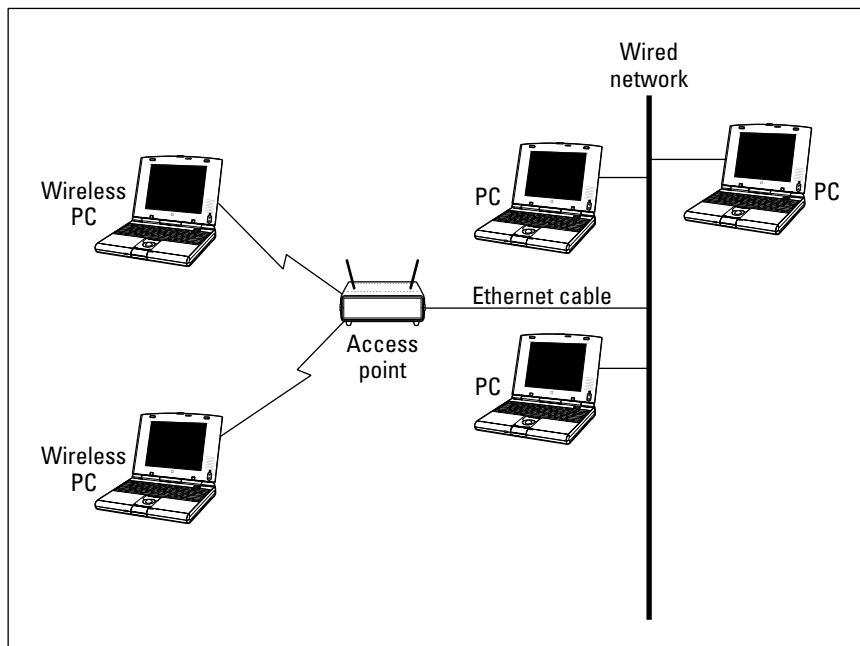 Wired
network
Wireless
PC
PC
PC
Ethernet cable
Access
point
PC
Wireless
PC